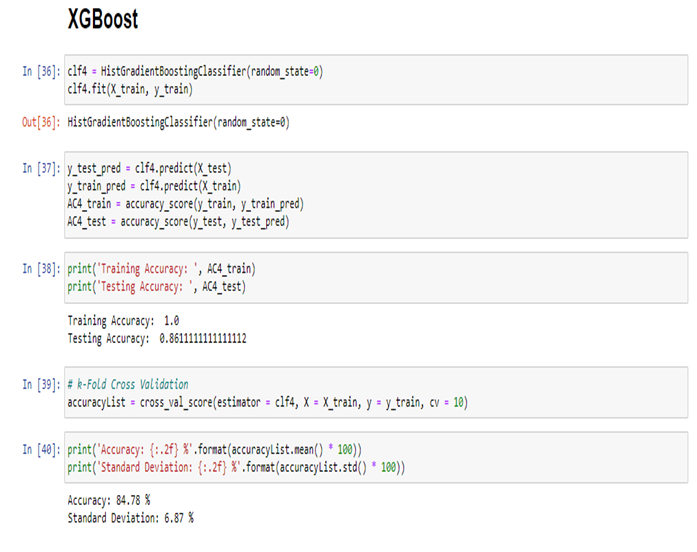 XGBoost
In [36]: clf4 = HistGradientBoostingClassifier(random_state=0)
clf4.fit(X_train, y_train)
Out[36]: HistGradientBoostingClassifier(random_state=0)
In [37]: y_test_pred = clf4.predict(X_test)
y_train_pred = clf4.predict(X_train)
AC4_train = accuracy_score(y_train, y_train_pred)
AC4_test = accuracy_score(y_test, y_test_pred)
In [38]: print('Training Accuracy: ', AC4_train)
print('Testing Accuracy: ', AC4_test)
Training Accuracy:  1.0
Testing Accuracy:  0.8611111111111112
In [39]: # k-Fold Cross Validation
accuracyList = cross_val_score(estimator = clf4, X = X_train, y = y_train, cv = 10)
In [40]: print('Accuracy: {:.2f} %'.format(accuracyList.mean() * 100))
print('Standard Deviation: {:.2f} %'.format(accuracyList.std() * 100))
Accuracy: 84.78 %
Standard Deviation: 6.87 %